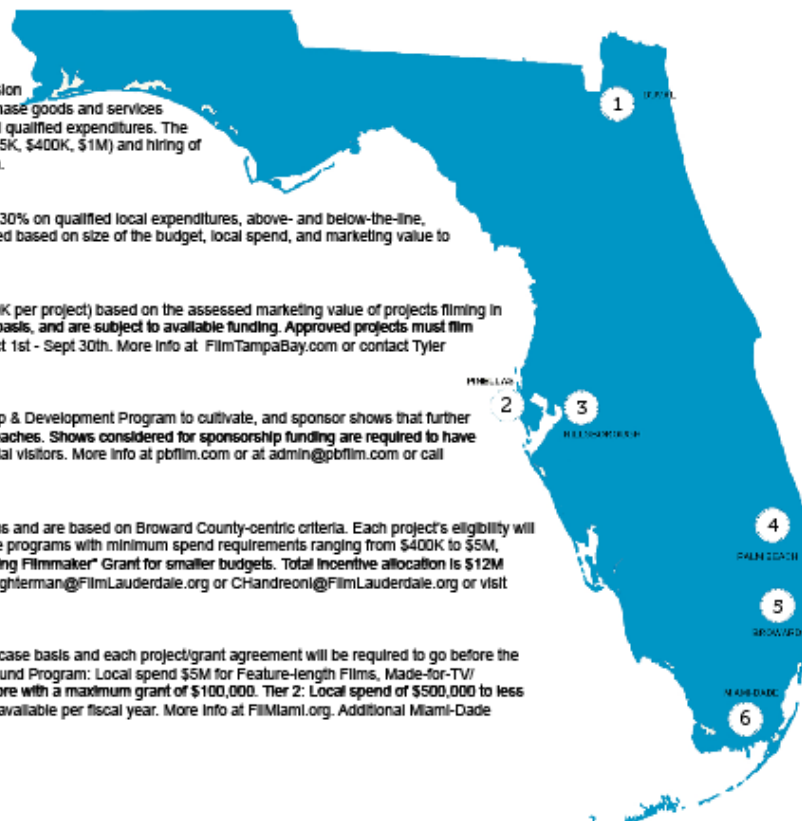 sion
hase goods and services
qualified expenditures. The
5K, $400K, $1M) and hiring of
30% on qualified local expenditures, above- and below-the-line,
ed based on size of the budget, local spend, and marketing value to
K per project) based on the assessed marketing value of projects filming in
basis, and are subject to available funding. Approved projects must film
t 1st - Sept 30th. More info at FilmTampaBay.com or contact Tyler
p & Development Program to cultivate, and sponsor shows that further
eaches. Shows considered for sponsorship funding are required to have
ial visitors. More info at pbfilm.com or at admin@pbfilm.com or call
ns and are based on Broward County-centric criteria. Each project's eligibility will
e programs with minimum spend requirements ranging from $400K to $5M,
ing Filmmaker" Grant for smaller budgets. Total incentive allocation is $12M
ghterman@FilmLauderdale.org or CHandreoni@FilmLauderdale.org or visit
case basis and each project/grant agreement will be required to go before the
und Program: Local spend $5M for Feature-length Films, Made-for-TV/
ore with a maximum grant of $100,000. Tier 2: Local spend of $500,000 to less
available per fiscal year. More info at FilMiami.org. Additional Miami-Dade
1
DUVAL
PINELLAS
2
3
HILLSBOROUGH
4
PALM BEACH
5
BROWARD
MIAMI-DADE
6